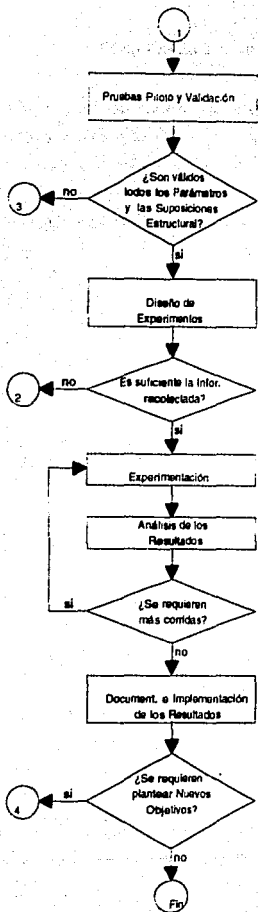 1
Pruebas Piloto y Validación
¿Son válidos
todos los Parámetros
y las Suposiciones
Estructural?
no
3
si
Diseño de
Experimentos
Es suficiente la Infor.
recolectada?
no
2
si
Experimentación
Análisis de los
Resultados
¿Se requieren
más corridas?
si
no
Document. e Implementación
de los Resultados
¿Se requieren
plantear Nuevos
Objetivos?
si
4
no
Fin